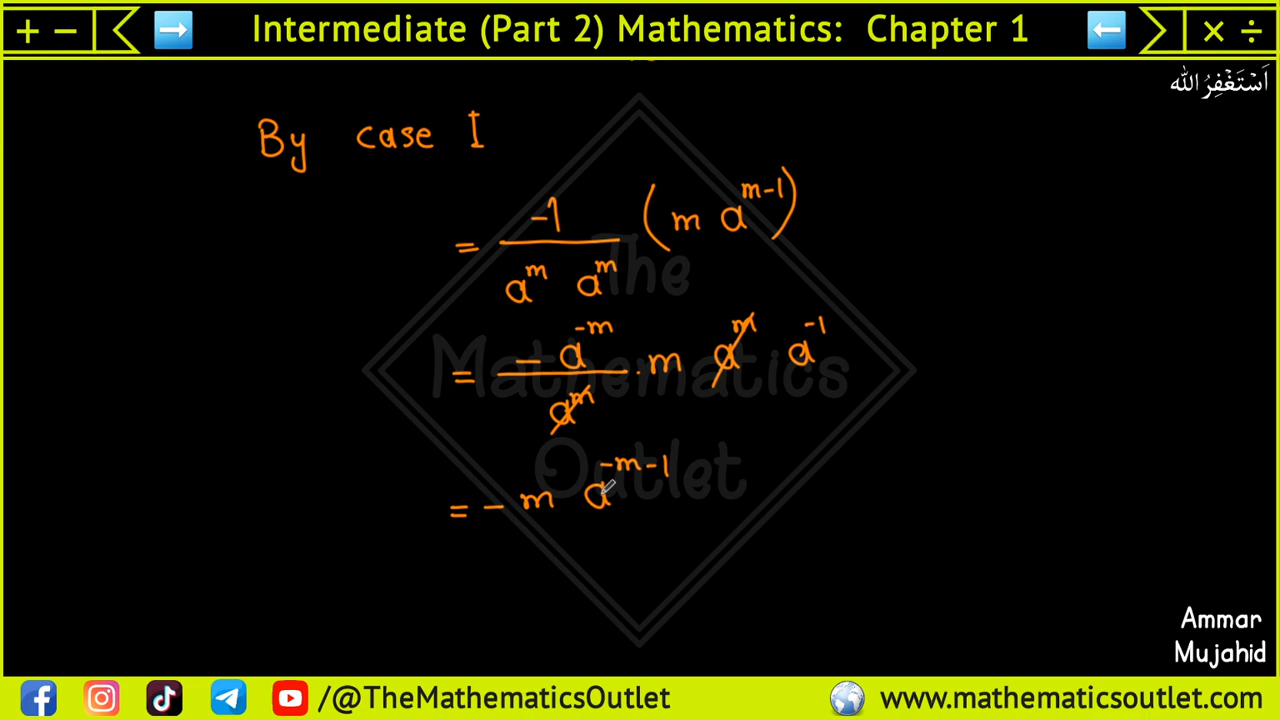 + − Intermediate (Part 2) Mathematics: Chapter 1 × ÷
اَسْتَغْفِرُ اللّٰه
By case I
= -1 / (a^m a^m) (m a^(m-1))
= -a^(-m) / a^m . m a^m a^(-1)
= - m a^(-m-1)
The
Mathematics
Outlet
Ammar
Mujahid
/@TheMathematicsOutlet www.mathematicsoutlet.com